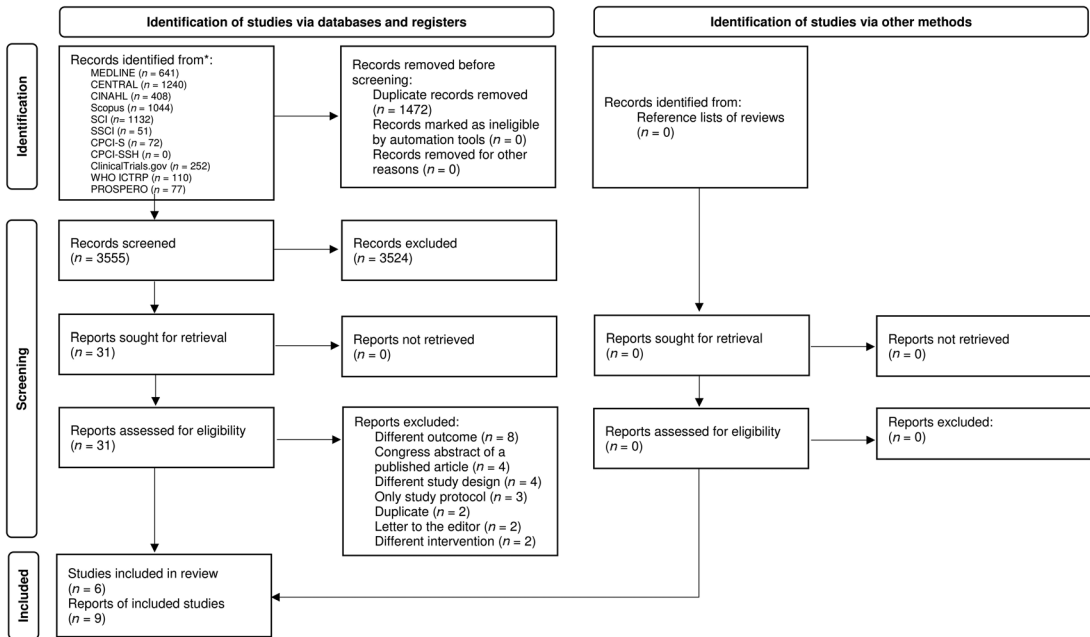 Identification of studies via databases and registers
Identification of studies via other methods
Identification
Records identified from*:
MEDLINE (n = 641)
CENTRAL (n = 1240)
CINAHL (n = 408)
Scopus (n = 1044)
SCI (n= 1132)
SSCI (n = 51)
CPCI-S (n = 72)
CPCI-SSH (n = 0)
ClinicalTrials.gov (n = 252)
WHO ICTRP (n = 110)
PROSPERO (n = 77)
Records removed before
screening:
Duplicate records removed
(n = 1472)
Records marked as ineligible
by automation tools (n = 0)
Records removed for other
reasons (n = 0)
Records identified from:
Reference lists of reviews
(n = 0)
Screening
Records screened
(n = 3555)
Records excluded
(n = 3524)
Reports sought for retrieval
(n = 31)
Reports not retrieved
(n = 0)
Reports sought for retrieval
(n = 0)
Reports not retrieved
(n = 0)
Reports assessed for eligibility
(n = 31)
Reports excluded:
Different outcome (n = 8)
Congress abstract of a
published article (n = 4)
Different study design (n = 4)
Only study protocol (n = 3)
Duplicate (n = 2)
Letter to the editor (n = 2)
Different intervention (n = 2)
Reports assessed for eligibility
(n = 0)
Reports excluded:
(n = 0)
Included
Studies included in review
(n = 6)
Reports of included studies
(n = 9)